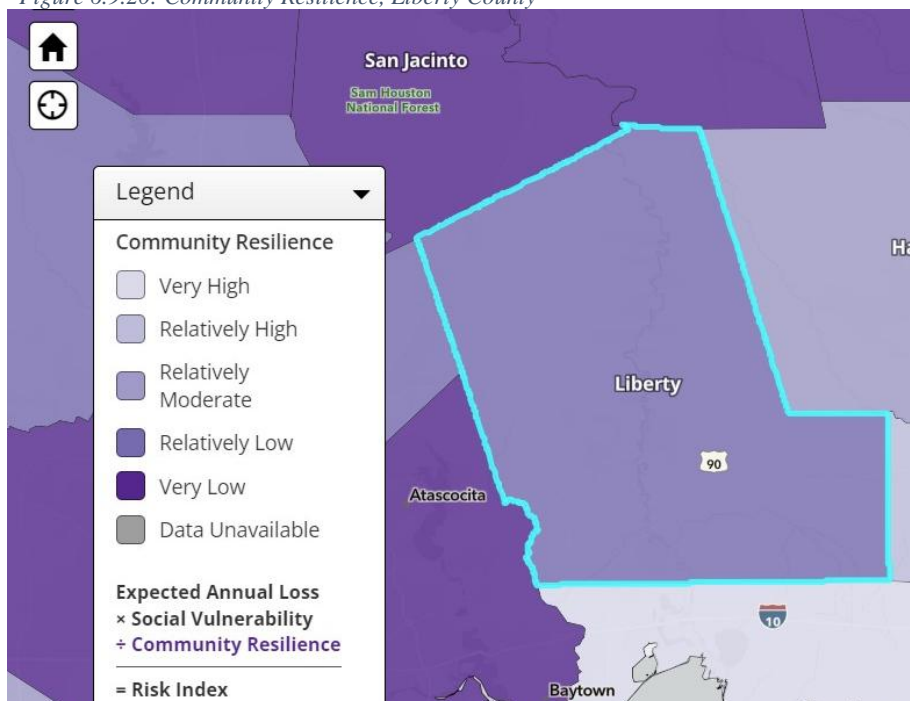 Figure 6.9.20: Community Resilience, Liberty County
San Jacinto
Sam Houston
National Forest
Legend
Community Resilience
Very High
Relatively High
Relatively
Moderate
Relatively Low
Very Low
Data Unavailable
Expected Annual Loss
× Social Vulnerability
÷ Community Resilience
= Risk Index
Liberty
90
Atascocita
10
Baytown